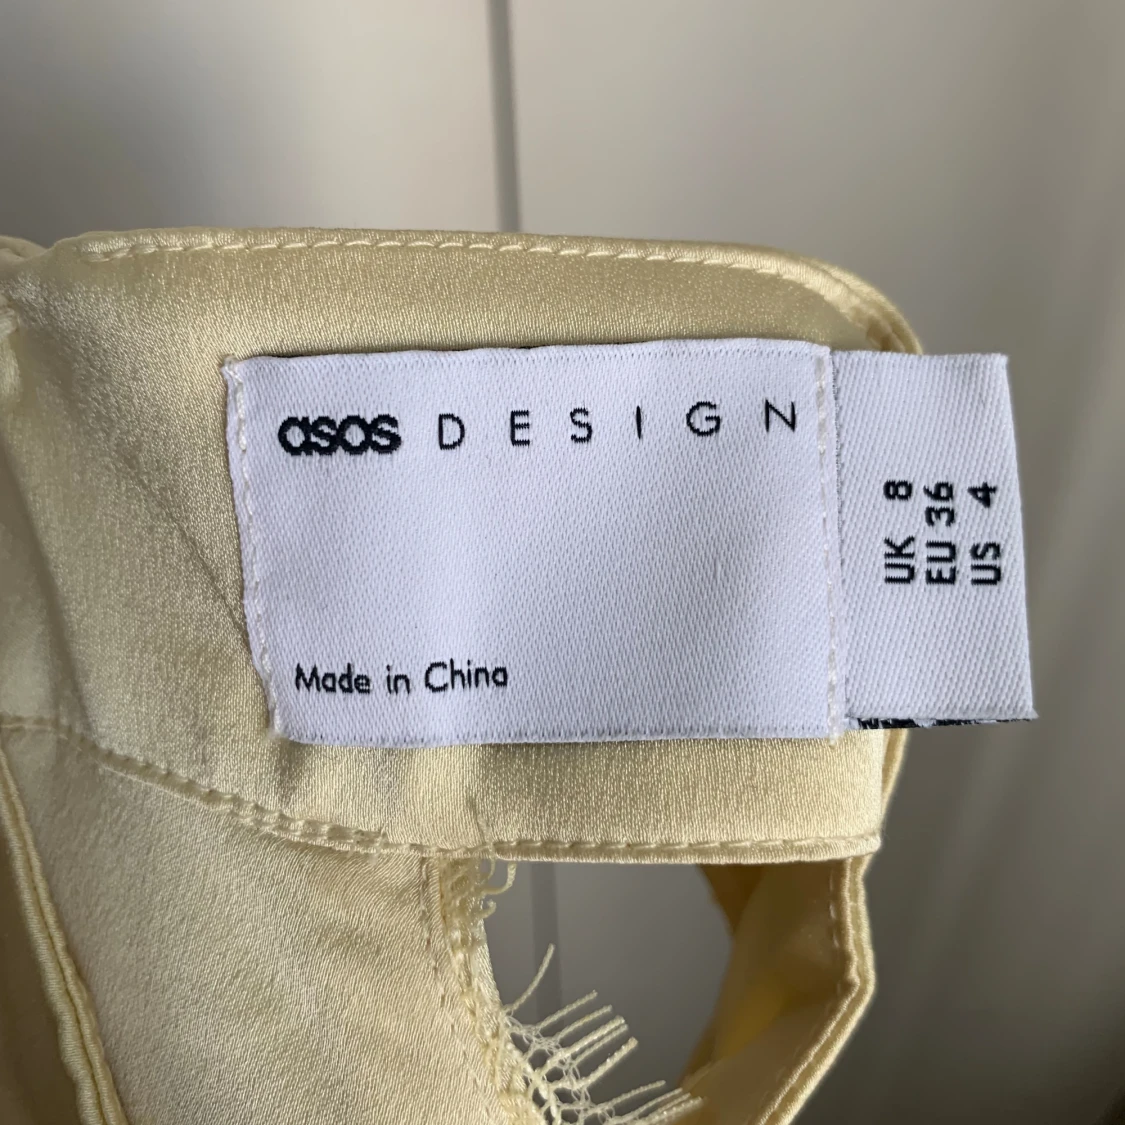 asos DESIGN
Made in China
UK 8
EU 36
US 4